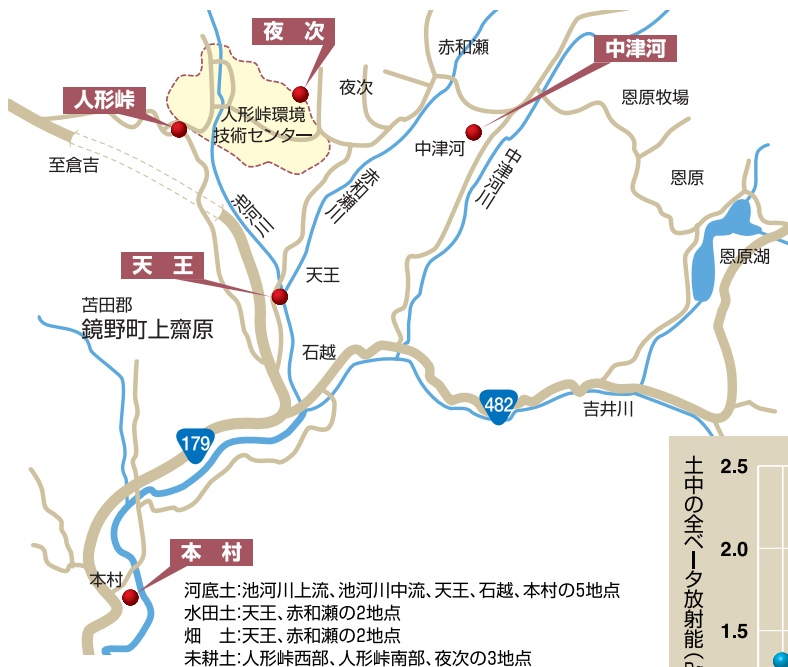 夜 次
赤和瀬
中津河
人形峠
夜次
恩原牧場
人形峠環境
技術センター
中津河
至倉吉
恩原
池河川
赤和瀬川
中津河川
天 王
天王
恩原湖
苫田郡
鏡野町上齋原
石越
482
吉井川
179
2.5
土中の全ベータ放射能(
2.0
1.5
本 村
本村
河底土:池河川上流、池河川中流、天王、石越、本村の5地点
水田土:天王、赤和瀬の2地点
畑 土:天王、赤和瀬の2地点
未耕土:人形峠西部、人形峠南部、夜次の3地点